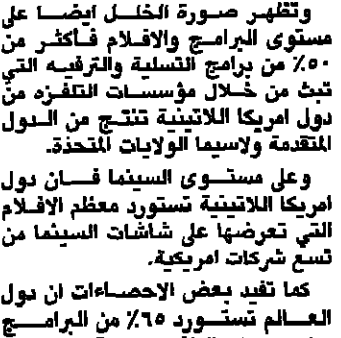 وتظهر صورة الخلل ايضا على
مستوى البرامج والافلام فأكثر من
٥٠٪ من برامج التسلية والترفيه التي
تبث من خلال مؤسسات التلفزه من
دول امريكا اللاتينية تنتج من الدول
المتقدمة ولاسيما الولايات المتحدة.
وعلى مستوى السينما فان دول
امريكا اللاتينية تستورد معظم الافلام
التي تعرضها على شاشات السينما من
تسع شركات امريكية.
كما تفيد بعض الاحصاءات ان دول
العالم تستورد ٦٥٪ من البرامج